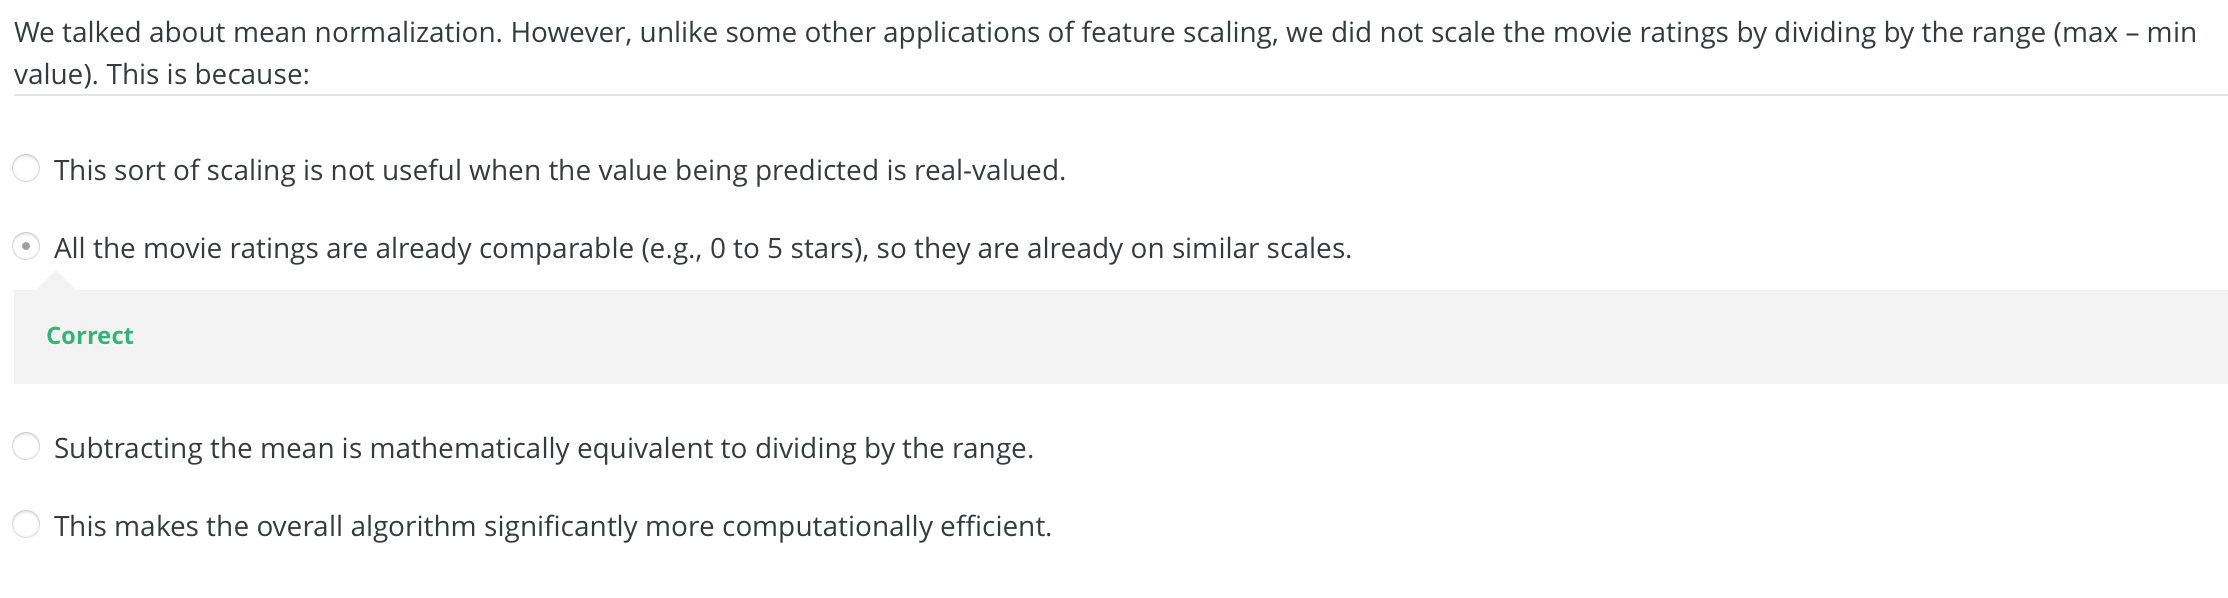 We talked about mean normalization. However, unlike some other applications of feature scaling, we did not scale the movie ratings by dividing by the range (max – min
value). This is because:
This sort of scaling is not useful when the value being predicted is real-valued.
All the movie ratings are already comparable (e.g., 0 to 5 stars), so they are already on similar scales.
Correct
Subtracting the mean is mathematically equivalent to dividing by the range.
This makes the overall algorithm significantly more computationally efficient.